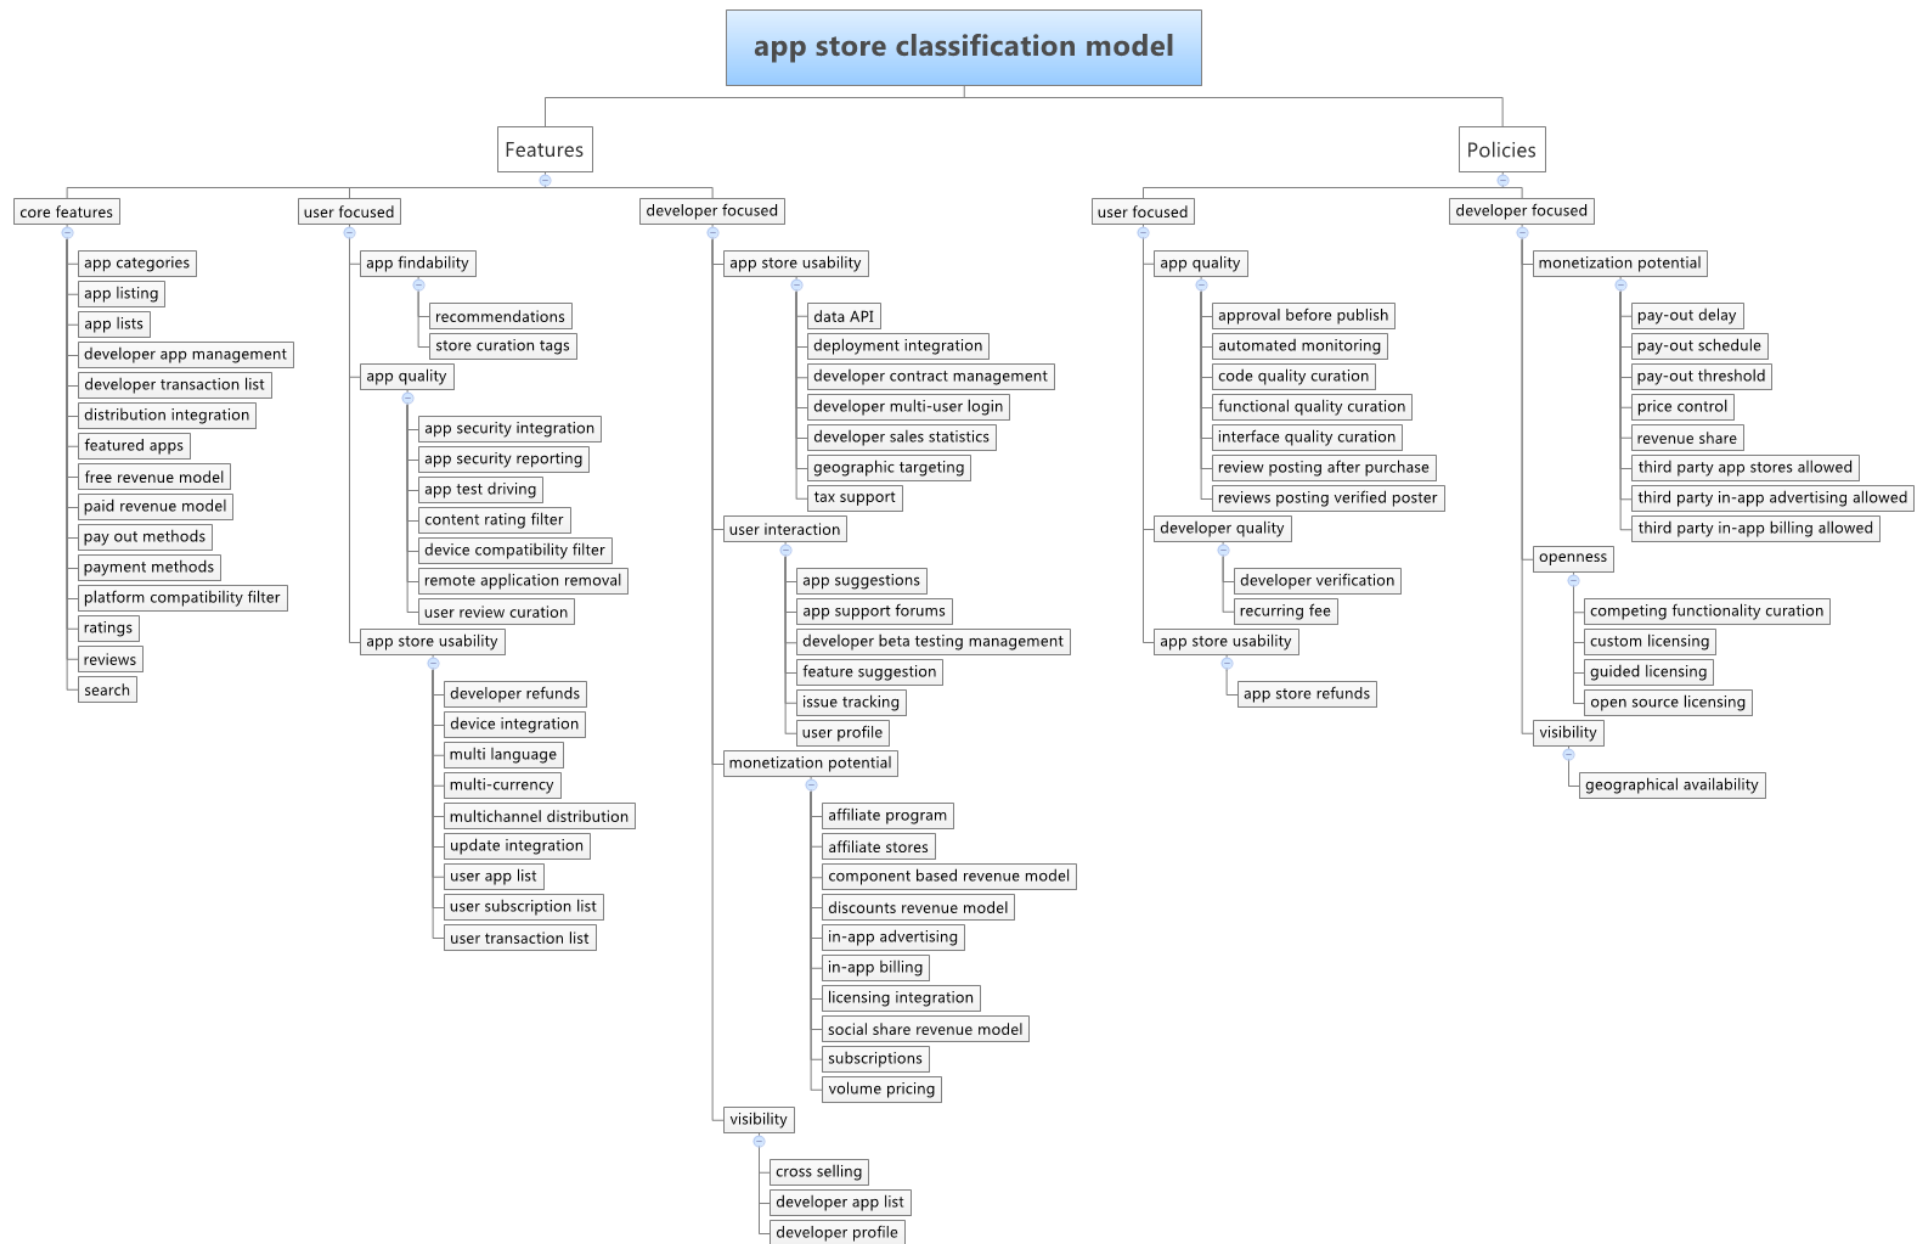 app store classification model
Features
Policies
core features
app categories
app listing
app lists
developer app management
developer transaction list
distribution integration
featured apps
free revenue model
paid revenue model
pay out methods
payment methods
platform compatibility filter
ratings
reviews
search
user focused
app findability
recommendations
store curation tags
app quality
app security integration
app security reporting
app test driving
content rating filter
device compatibility filter
remote application removal
user review curation
app store usability
developer refunds
device integration
multi language
multi-currency
multichannel distribution
update integration
user app list
user subscription list
user transaction list
developer focused
app store usability
data API
deployment integration
developer contract management
developer multi-user login
developer sales statistics
geographic targeting
tax support
user interaction
app suggestions
app support forums
developer beta testing management
feature suggestion
issue tracking
user profile
monetization potential
affiliate program
affiliate stores
component based revenue model
discounts revenue model
in-app advertising
in-app billing
licensing integration
social share revenue model
subscriptions
volume pricing
visibility
cross selling
developer app list
developer profile
user focused
app quality
approval before publish
automated monitoring
code quality curation
functional quality curation
interface quality curation
review posting after purchase
reviews posting verified poster
developer quality
developer verification
recurring fee
app store usability
app store refunds
developer focused
monetization potential
pay-out delay
pay-out schedule
pay-out threshold
price control
revenue share
third party app stores allowed
third party in-app advertising allowed
third party in-app billing allowed
openness
competing functionality curation
custom licensing
guided licensing
open source licensing
visibility
geographical availability